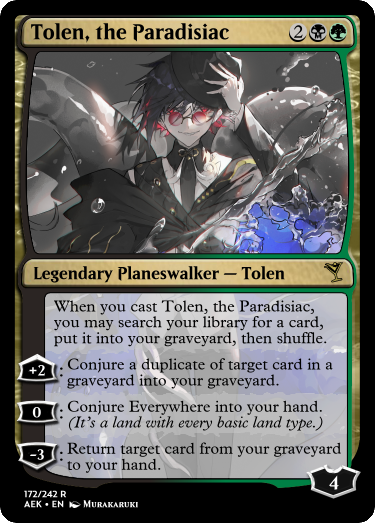 Tolen, the Paradisiac 2
Legendary Planeswalker — Tolen
When you cast Tolen, the Paradisiac,
you may search your library for a card,
put it into your graveyard, then shuffle.
+2: Conjure a duplicate of target card in a
graveyard into your graveyard.
0: Conjure Everywhere into your hand.
(It's a land with every basic land type.)
-3: Return target card from your graveyard
to your hand.
4
172/242 R
AEK • EN Murakaruki